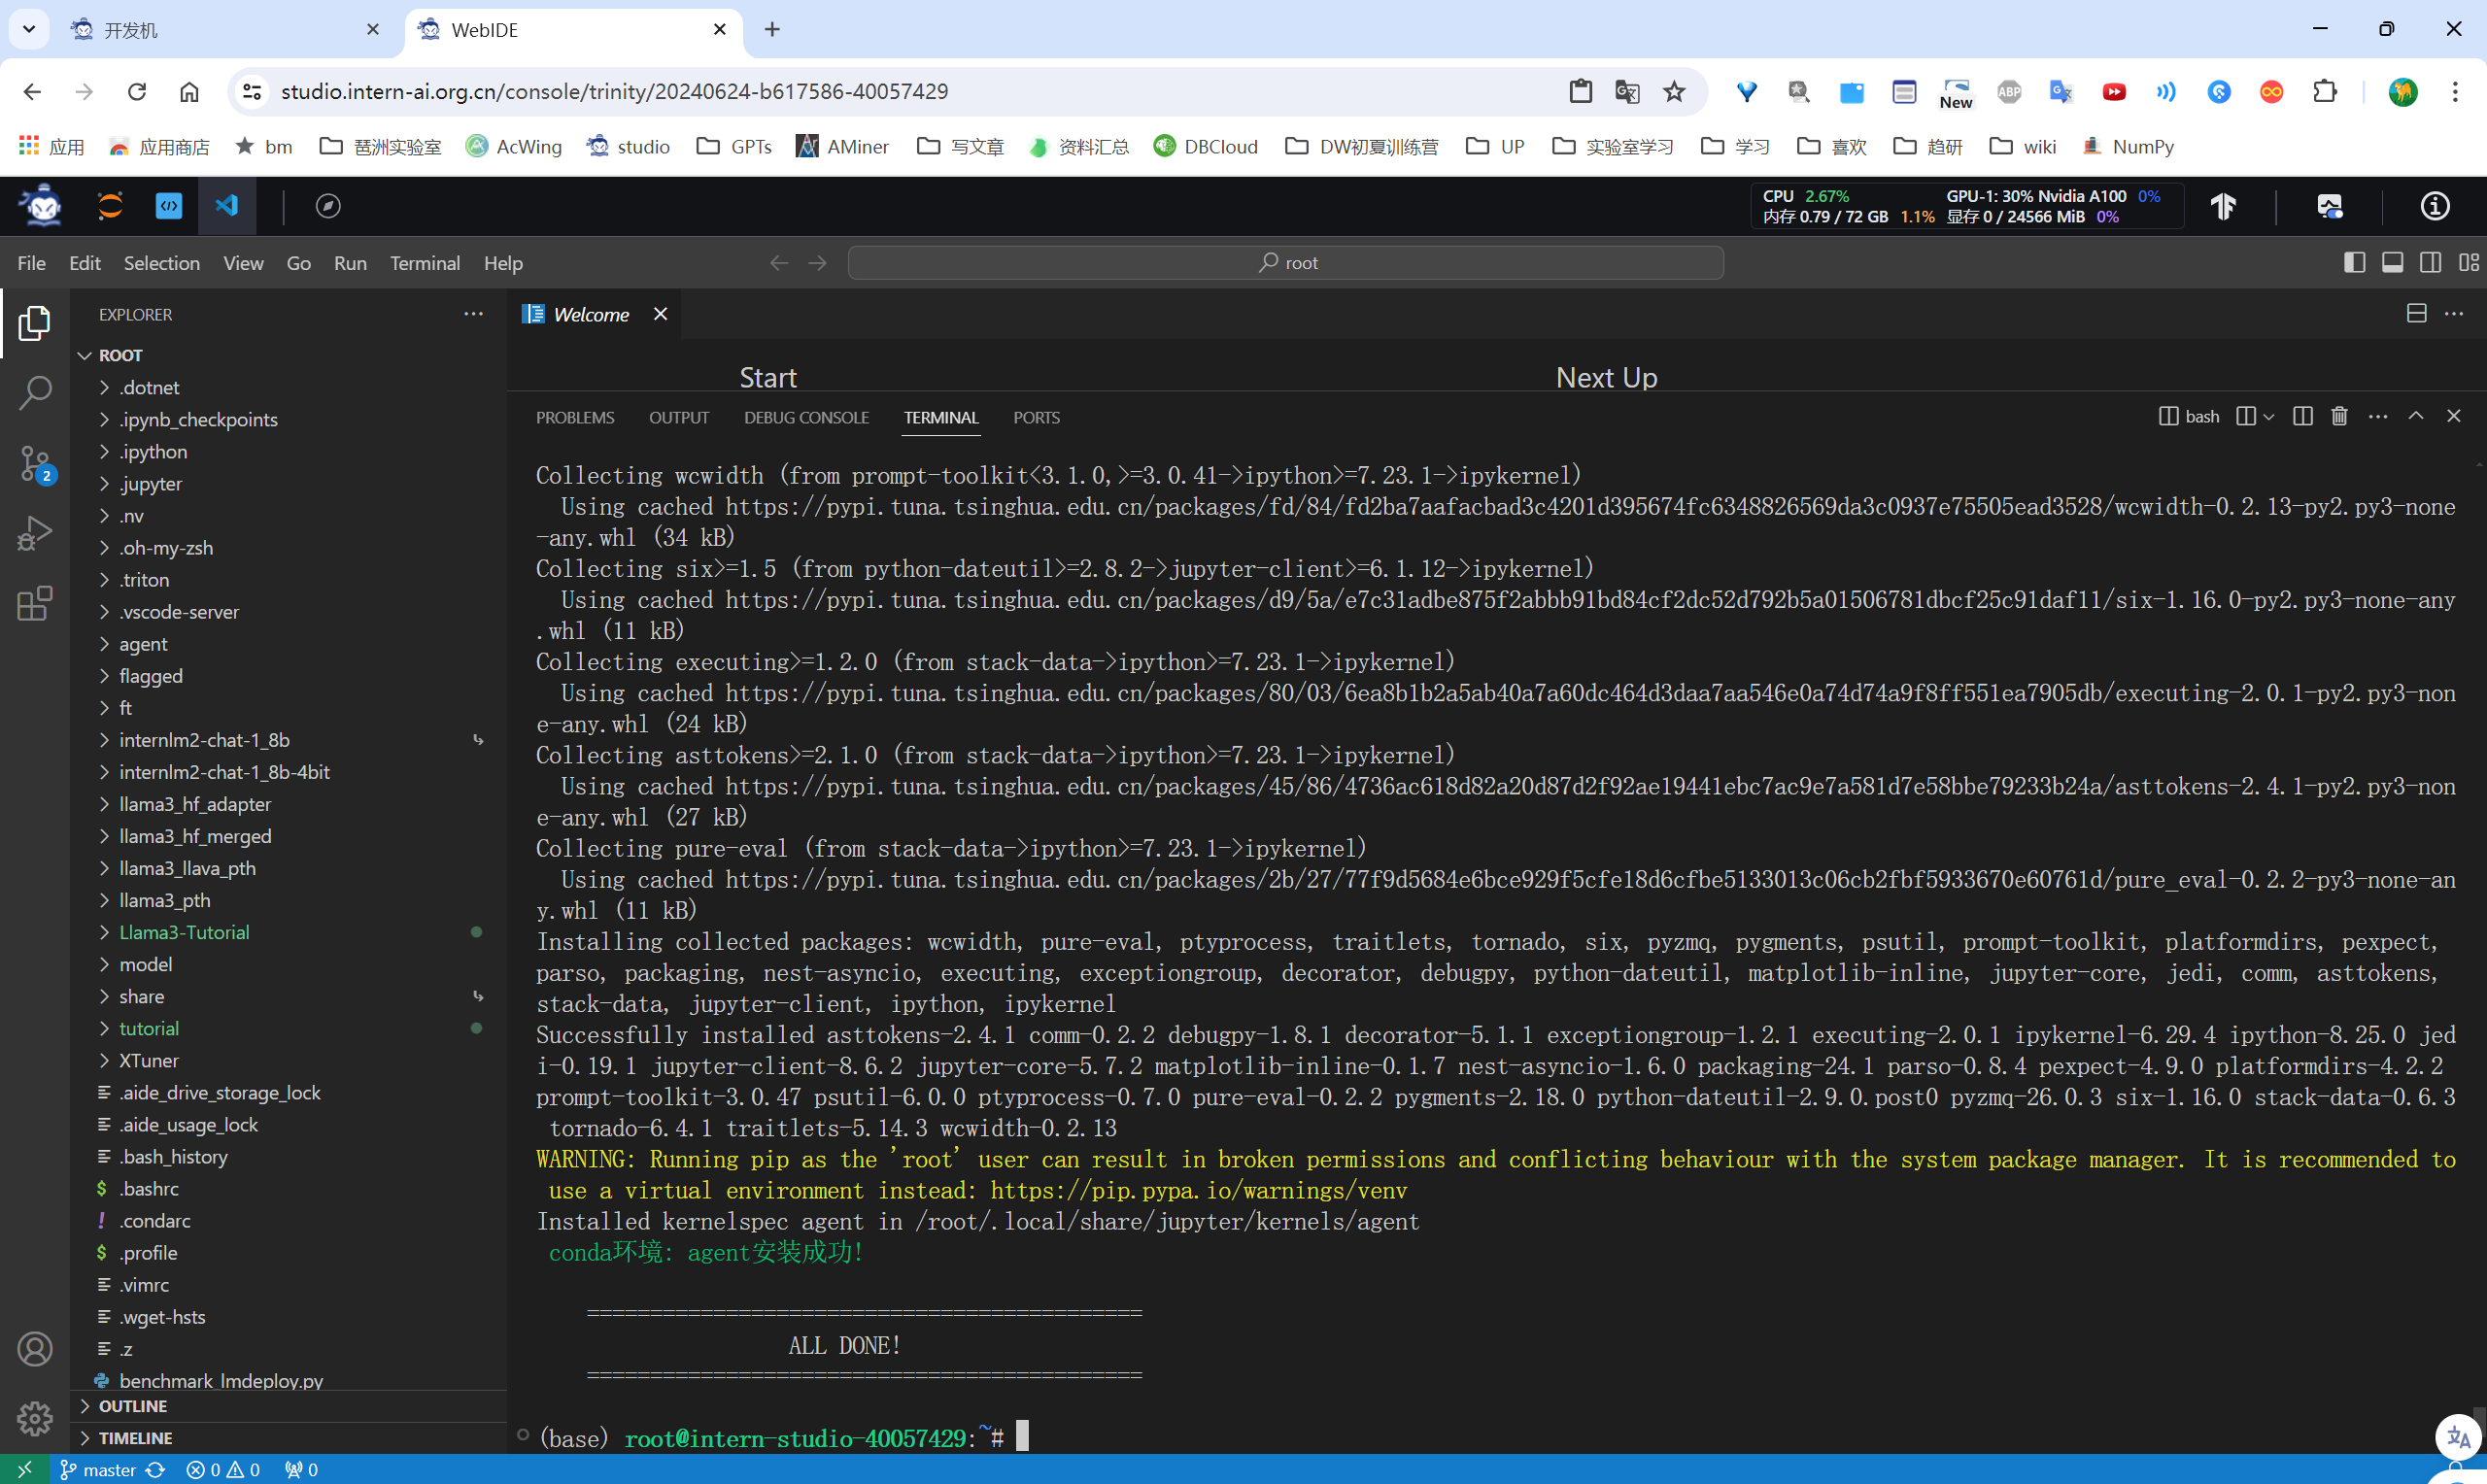 开发机
WebIDE
studio.intern-ai.org.cn/console/trinity/20240624-b617586-40057429
New
ABP
应用
应用商店
bm
琶洲实验室
AcWing
studio
GPTs
AMiner
写文章
资料汇总
DBCloud
DW初夏训练营
UP
实验室学习
学习
喜欢
趋研
wiki
NumPy
CPU 2.67% GPU-1: 30% Nvidia A100 0%
内存 0.79 / 72 GB 1.1% 显存 0 / 24566 MiB 0%
File Edit Selection View Go Run Terminal Help
root
EXPLORER
Welcome
ROOT
.dotnet
.ipynb_checkpoints
.ipython
.jupyter
.nv
.oh-my-zsh
.triton
.vscode-server
agent
flagged
ft
internlm2-chat-1_8b
internlm2-chat-1_8b-4bit
llama3_hf_adapter
llama3_hf_merged
llama3_llava_pth
llama3_pth
Llama3-Tutorial
model
share
tutorial
XTuner
.aide_drive_storage_lock
.aide_usage_lock
.bash_history
.bashrc
.condarc
.profile
.vimrc
.wget-hsts
.z
benchmark_lmdeploy.py
OUTLINE
TIMELINE
2
Start
Next Up
PROBLEMS OUTPUT DEBUG CONSOLE TERMINAL PORTS
bash
Collecting wcwidth (from prompt-toolkit<3.1.0,>=3.0.41->ipython>=7.23.1->ipykernel)
Using cached https://pypi.tuna.tsinghua.edu.cn/packages/fd/84/fd2ba7aafacbad3c4201d395674fc6348826569da3c0937e75505ead3528/wcwidth-0.2.13-py2.py3-none
-any.whl (34 kB)
Collecting six>=1.5 (from python-dateutil>=2.8.2->jupyter-client>=6.1.12->ipykernel)
Using cached https://pypi.tuna.tsinghua.edu.cn/packages/d9/5a/e7c31adbe875f2abbb91bd84cf2dc52d792b5a01506781dbcf25c91daf11/six-1.16.0-py2.py3-none-any
.whl (11 kB)
Collecting executing>=1.2.0 (from stack-data->ipython>=7.23.1->ipykernel)
Using cached https://pypi.tuna.tsinghua.edu.cn/packages/80/03/6ea8b1b2a5ab40a7a60dc464d3daa7aa546e0a74d74a9f8ff551ea7905db/executing-2.0.1-py2.py3-non
e-any.whl (24 kB)
Collecting asttokens>=2.1.0 (from stack-data->ipython>=7.23.1->ipykernel)
Using cached https://pypi.tuna.tsinghua.edu.cn/packages/45/86/4736ac618d82a20d87d2f92ae19441ebc7ac9e7a581d7e58bbe79233b24a/asttokens-2.4.1-py2.py3-non
e-any.whl (27 kB)
Collecting pure-eval (from stack-data->ipython>=7.23.1->ipykernel)
Using cached https://pypi.tuna.tsinghua.edu.cn/packages/2b/27/77f9d5684e6bce929f5cfe18d6cfbe5133013c06cb2fbf5933670e60761d/pure_eval-0.2.2-py3-none-an
y.whl (11 kB)
Installing collected packages: wcwidth, pure-eval, ptyprocess, traitlets, tornado, six, pyzmq, pygments, psutil, prompt-toolkit, platformdirs, pexpect,
parso, packaging, nest-asyncio, executing, exceptiongroup, decorator, debugpy, python-dateutil, matplotlib-inline, jupyter-core, jedi, comm, asttokens,
stack-data, jupyter-client, ipython, ipykernel
Successfully installed asttokens-2.4.1 comm-0.2.2 debugpy-1.8.1 decorator-5.1.1 exceptiongroup-1.2.1 executing-2.0.1 ipykernel-6.29.4 ipython-8.25.0 jed
i-0.19.1 jupyter-client-8.6.2 jupyter-core-5.7.2 matplotlib-inline-0.1.7 nest-asyncio-1.6.0 packaging-24.1 parso-0.8.4 pexpect-4.9.0 platformdirs-4.2.2
prompt-toolkit-3.0.47 psutil-6.0.0 ptyprocess-0.7.0 pure-eval-0.2.2 pygments-2.18.0 python-dateutil-2.9.0.post0 pyzmq-26.0.3 six-1.16.0 stack-data-0.6.3
tornado-6.4.1 traitlets-5.14.3 wcwidth-0.2.13
WARNING: Running pip as the 'root' user can result in broken permissions and conflicting behaviour with the system package manager. It is recommended to
use a virtual environment instead: https://pip.pypa.io/warnings/venv
Installed kernelspec agent in /root/.local/share/jupyter/kernels/agent
conda环境: agent安装成功!
============================================
ALL DONE!
============================================
(base) root@intern-studio-40057429:~#
master 0 0 0